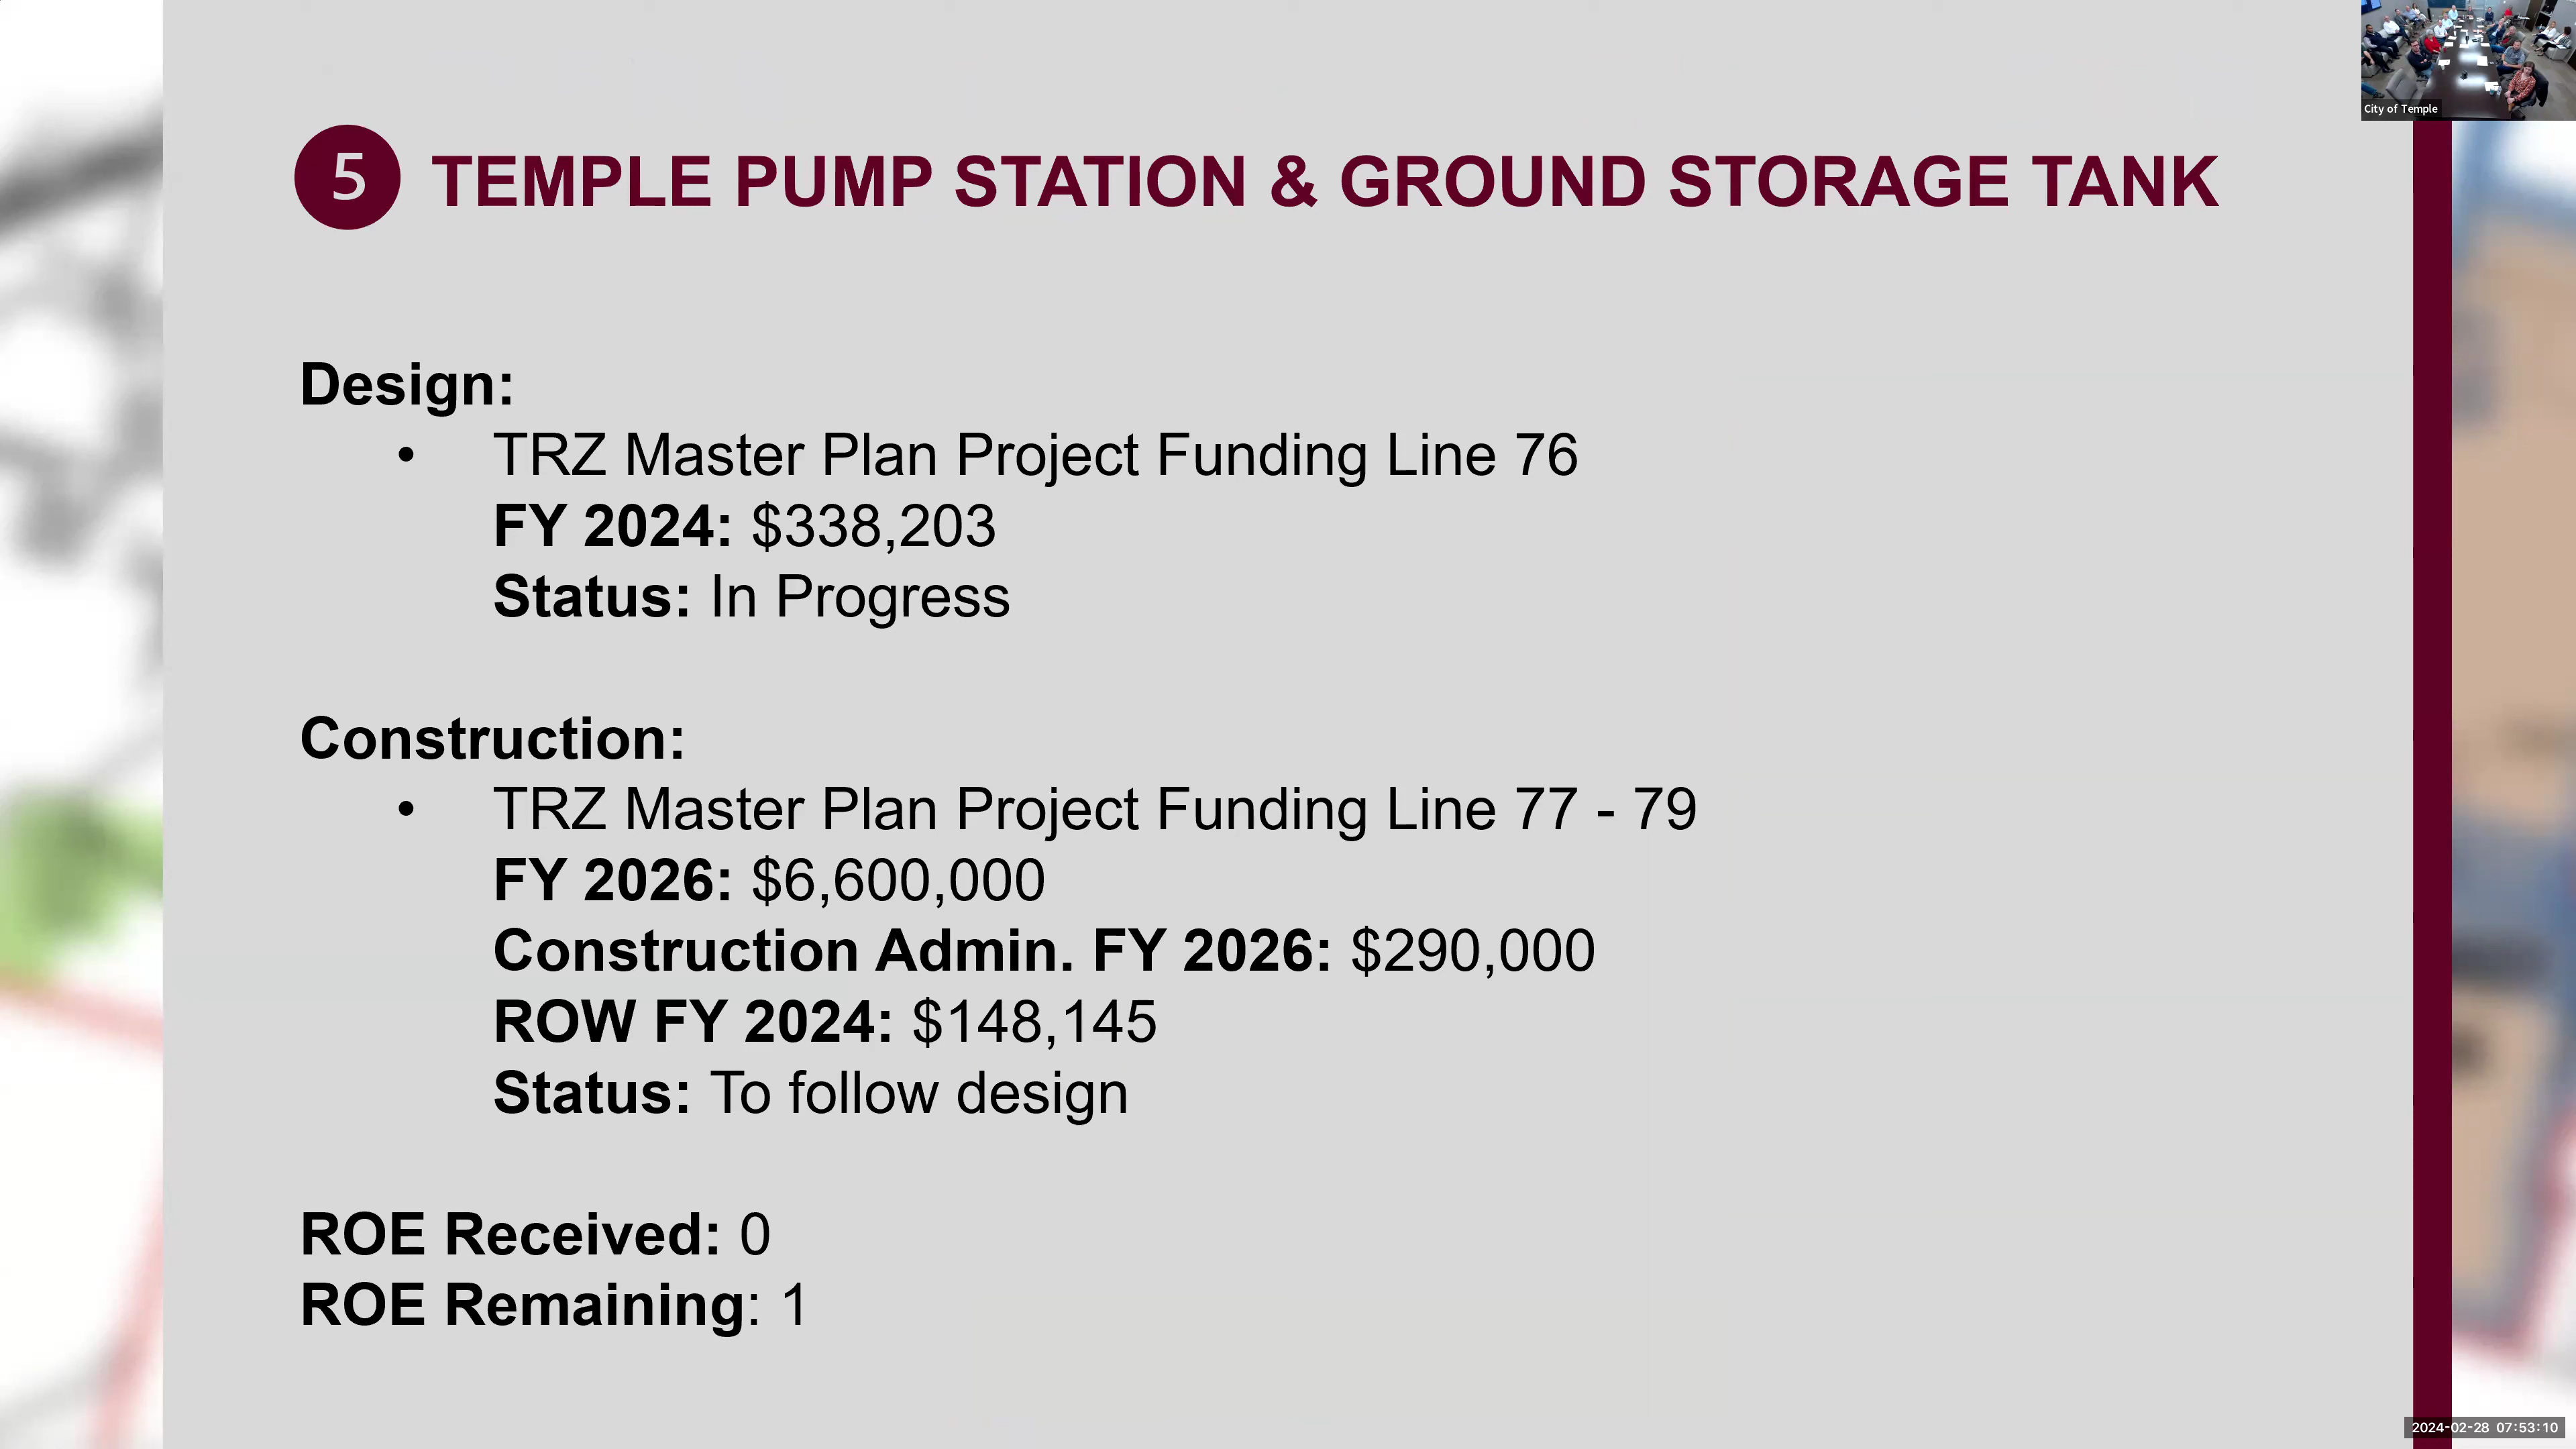 City of Temple
5 TEMPLE PUMP STATION & GROUND STORAGE TANK
Design:
• TRZ Master Plan Project Funding Line 76
FY 2024: $338,203
Status: In Progress
Construction:
• TRZ Master Plan Project Funding Line 77 - 79
FY 2026: $6,600,000
Construction Admin. FY 2026: $290,000
ROW FY 2024: $148,145
Status: To follow design
ROE Received: 0
ROE Remaining: 1
2024-02-28 07:53:10